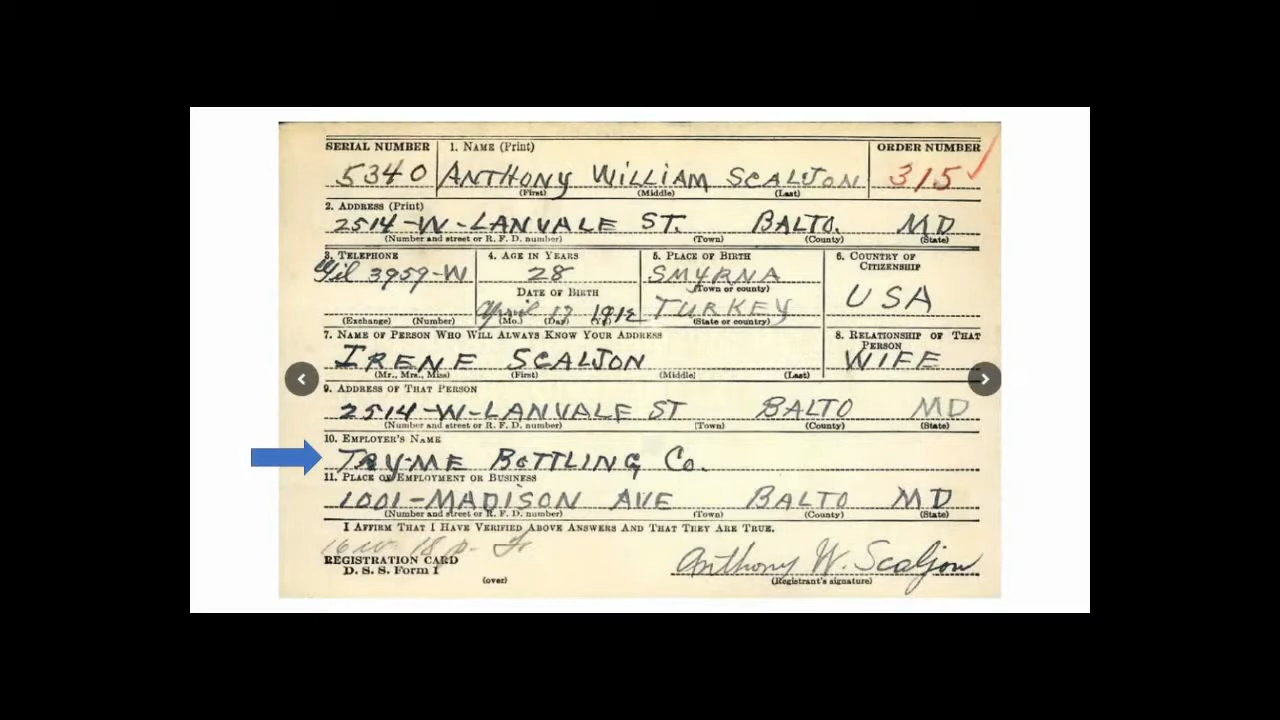 SERIAL NUMBER 1. NAME (Print) ORDER NUMBER
5340 ANTHONY WILLIAM SCALJON 315
(First) (Middle) (Last)
2. ADDRESS (Print)
2514-W-LANVALE ST. BALTO. MD
(Number and street or R. F. D. number) (Town) (County) (State)
3. TELEPHONE 4. AGE IN YEARS 5. PLACE OF BIRTH 6. COUNTRY OF CITIZENSHIP
Gil 3959-W 28 SMYRNA USA
(Town or county)
DATE OF BIRTH
April 17 1912 TURKEY
(Exchange) (Number) (Mo.) (Day) (Yr.) (State or country)
7. NAME OF PERSON WHO WILL ALWAYS KNOW YOUR ADDRESS 8. RELATIONSHIP OF THAT PERSON
IRENE SCALJON WIFE
(Mr., Mrs., Miss) (First) (Middle) (Last)
9. ADDRESS OF THAT PERSON
2514-W-LANVALE ST BALTO MD
(Number and street or R. F. D. number) (Town) (County) (State)
10. EMPLOYER'S NAME
TRY-ME BOTTLING Co.
11. PLACE OF EMPLOYMENT OR BUSINESS
1001-MADISON AVE BALTO MD
(Number and street or R. F. D. number) (Town) (County) (State)
I AFFIRM THAT I HAVE VERIFIED ABOVE ANSWERS AND THAT THEY ARE TRUE.
REGISTRATION CARD
D. S. S. Form 1 (over)
Anthony W. Scaljon
(Registrant's signature)